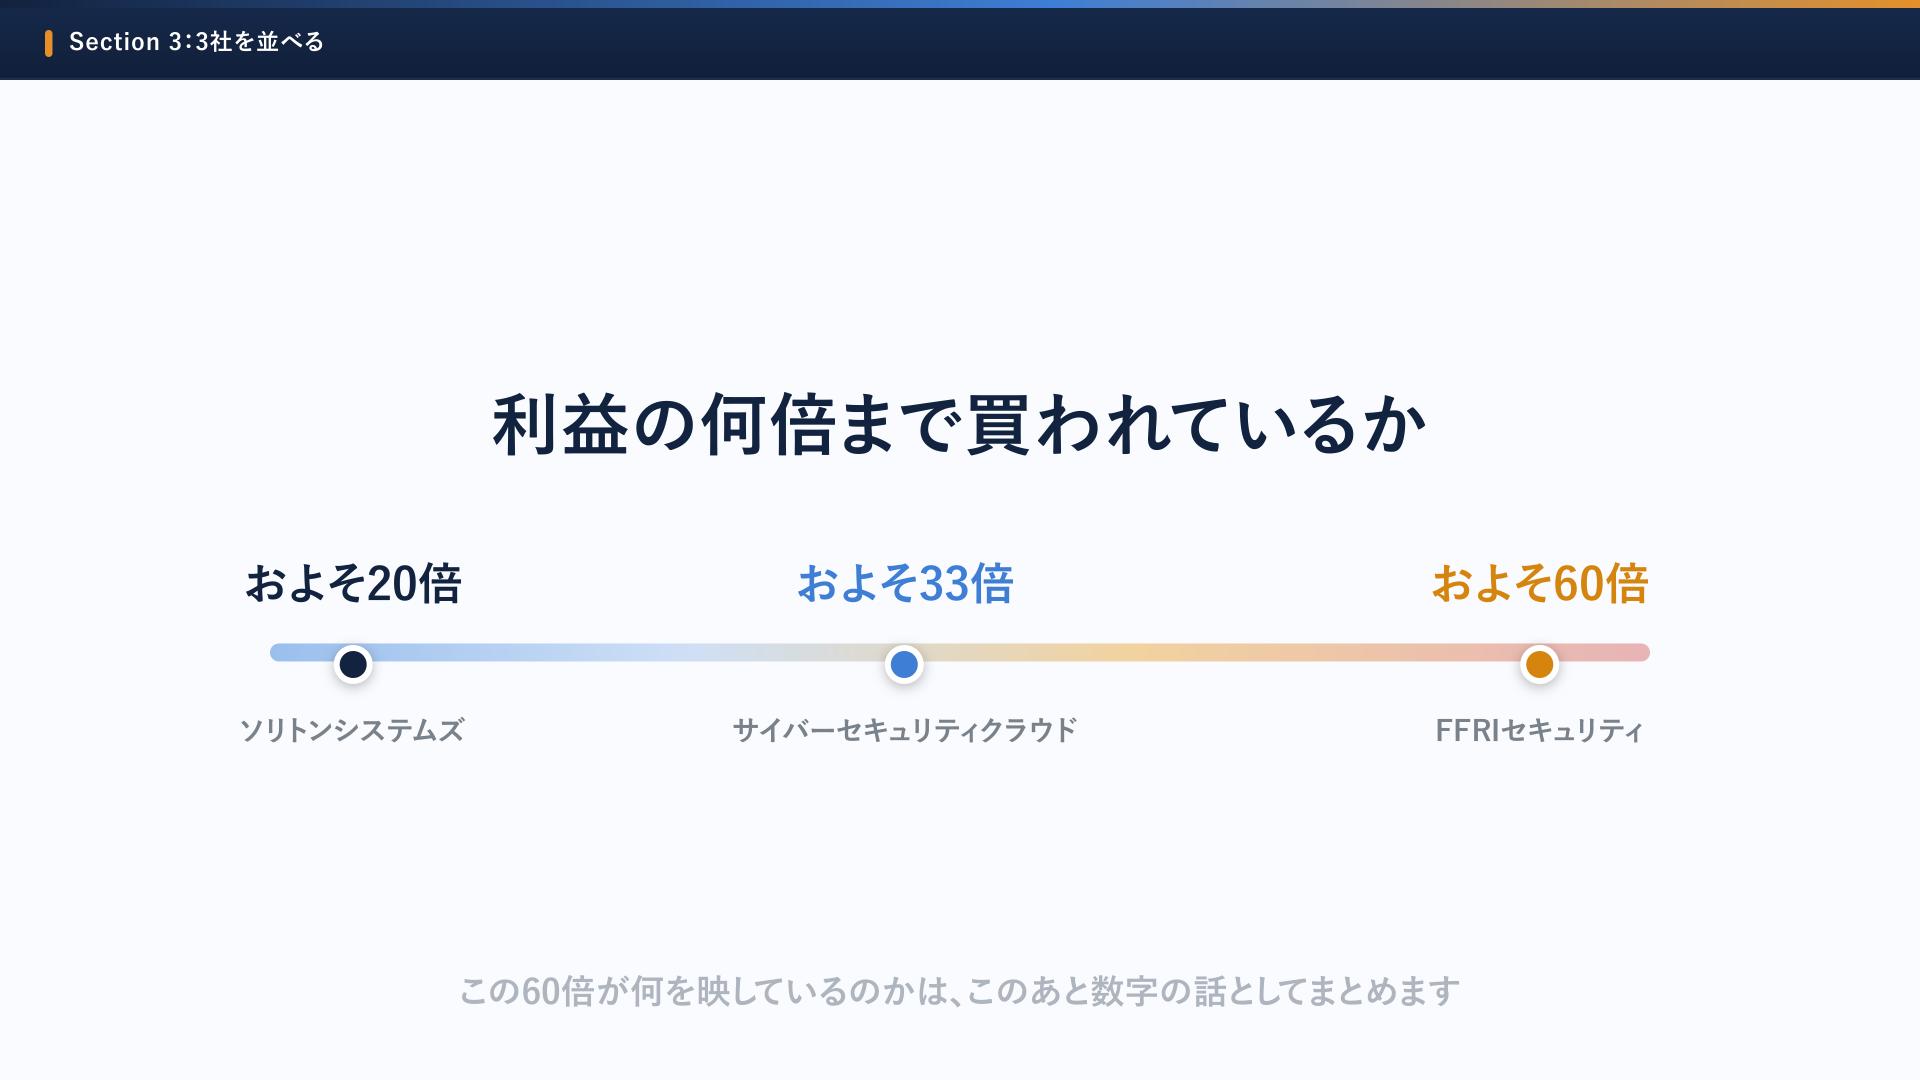 Section 3：3社を並べる
利益の何倍まで買われているか
およそ20倍
およそ33倍
およそ60倍
ソリトンシステムズ
サイバーセキュリティクラウド
FFRIセキュリティ
この60倍が何を映しているのかは、このあと数字の話としてまとめます